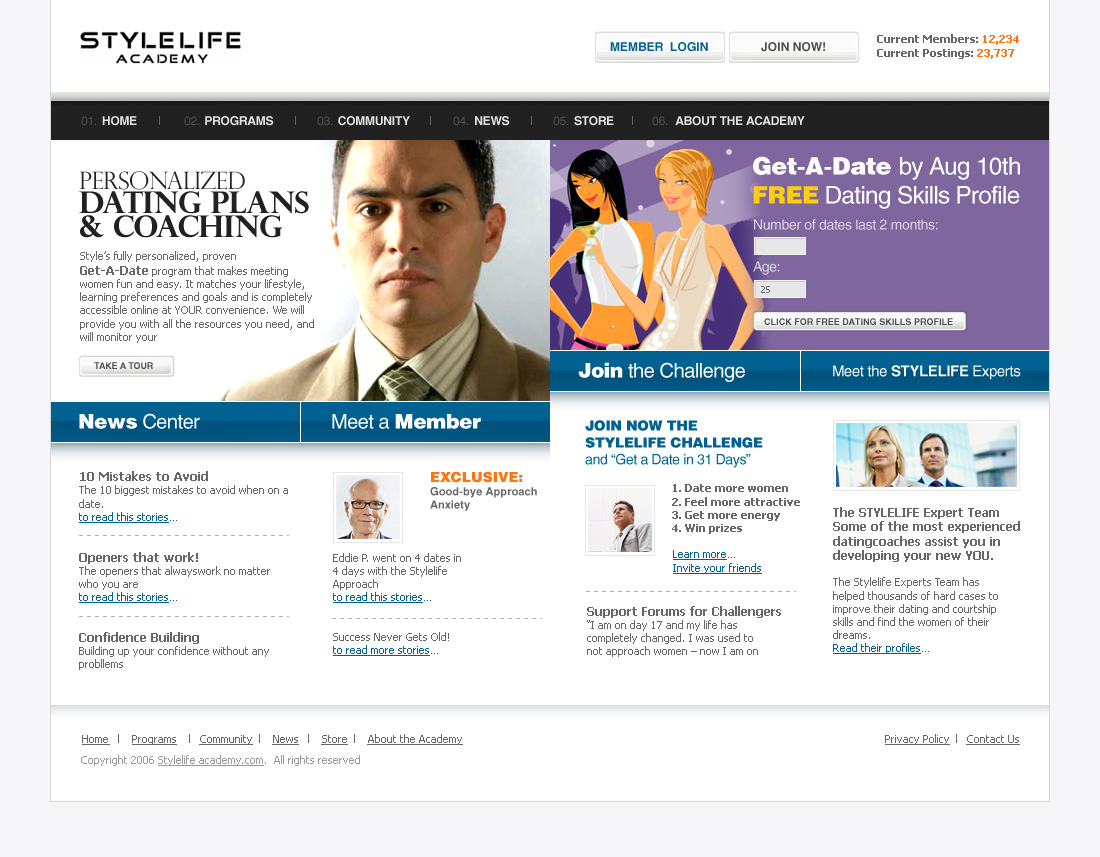 STYLELIFE
ACADEMY
MEMBER LOGIN
JOIN NOW!
Current Members: 12,234
Current Postings: 23,737
01. HOME | 02. PROGRAMS | 03. COMMUNITY | 04. NEWS | 05. STORE | 06. ABOUT THE ACADEMY
PERSONALIZED
DATING PLANS
& COACHING
Style's fully personalized, proven
Get-A-Date program that makes meeting
women fun and easy. It matches your lifestyle,
learning preferences and goals and is completely
accessible online at YOUR convenience. We will
provide you with all the resources you need, and
will monitor your
TAKE A TOUR
Get-A-Date by Aug 10th
FREE Dating Skills Profile
Number of dates last 2 months:
Age:
25
CLICK FOR FREE DATING SKILLS PROFILE
News Center
Meet a Member
Join the Challenge
Meet the STYLELIFE Experts
10 Mistakes to Avoid
The 10 biggest mistakes to avoid when on a
date.
to read this stories...
Openers that work!
The openers that alwayswork no matter
who you are
to read this stories...
Confidence Building
Building up your confidence without any
probllems
EXCLUSIVE:
Good-bye Approach
Anxiety
Eddie P. went on 4 dates in
4 days with the Stylelife
Approach
to read this stories...
Success Never Gets Old!
to read more stories...
JOIN NOW THE
STYLELIFE CHALLENGE
and "Get a Date in 31 Days"
1. Date more women
2. Feel more attractive
3. Get more energy
4. Win prizes
Learn more...
Invite your friends
Support Forums for Challengers
"I am on day 17 and my life has
completely changed. I was used to
not approach women – now I am on
The STYLELIFE Expert Team
Some of the most experienced
datingcoaches assist you in
developing your new YOU.
The Stylelife Experts Team has
helped thousands of hard cases to
improve their dating and courtship
skills and find the women of their
dreams.
Read their profiles...
Home | Programs | Community | News | Store | About the Academy
Privacy Policy | Contact Us
Copyright 2006 Stylelife academy.com. All rights reserved